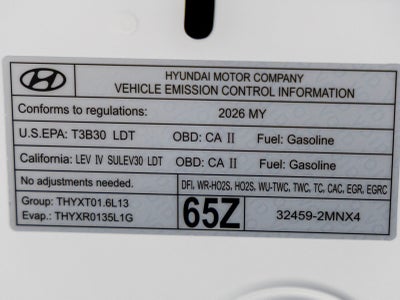 HYUNDAI MOTOR COMPANY
VEHICLE EMISSION CONTROL INFORMATION
Conforms to regulations: 2026 MY
U.S.EPA: T3B30 LDT OBD: CA II Fuel: Gasoline
California: LEV IV SULEV30 LDT OBD: CA II Fuel: Gasoline
No adjustments needed.
DFI, WR-HO2S, HO2S, WU-TWC, TWC, TC, CAC, EGR, EGRC
Group: THYXT01.6L13
Evap.: THYXR0135L1G
65Z
32459-2MNX4